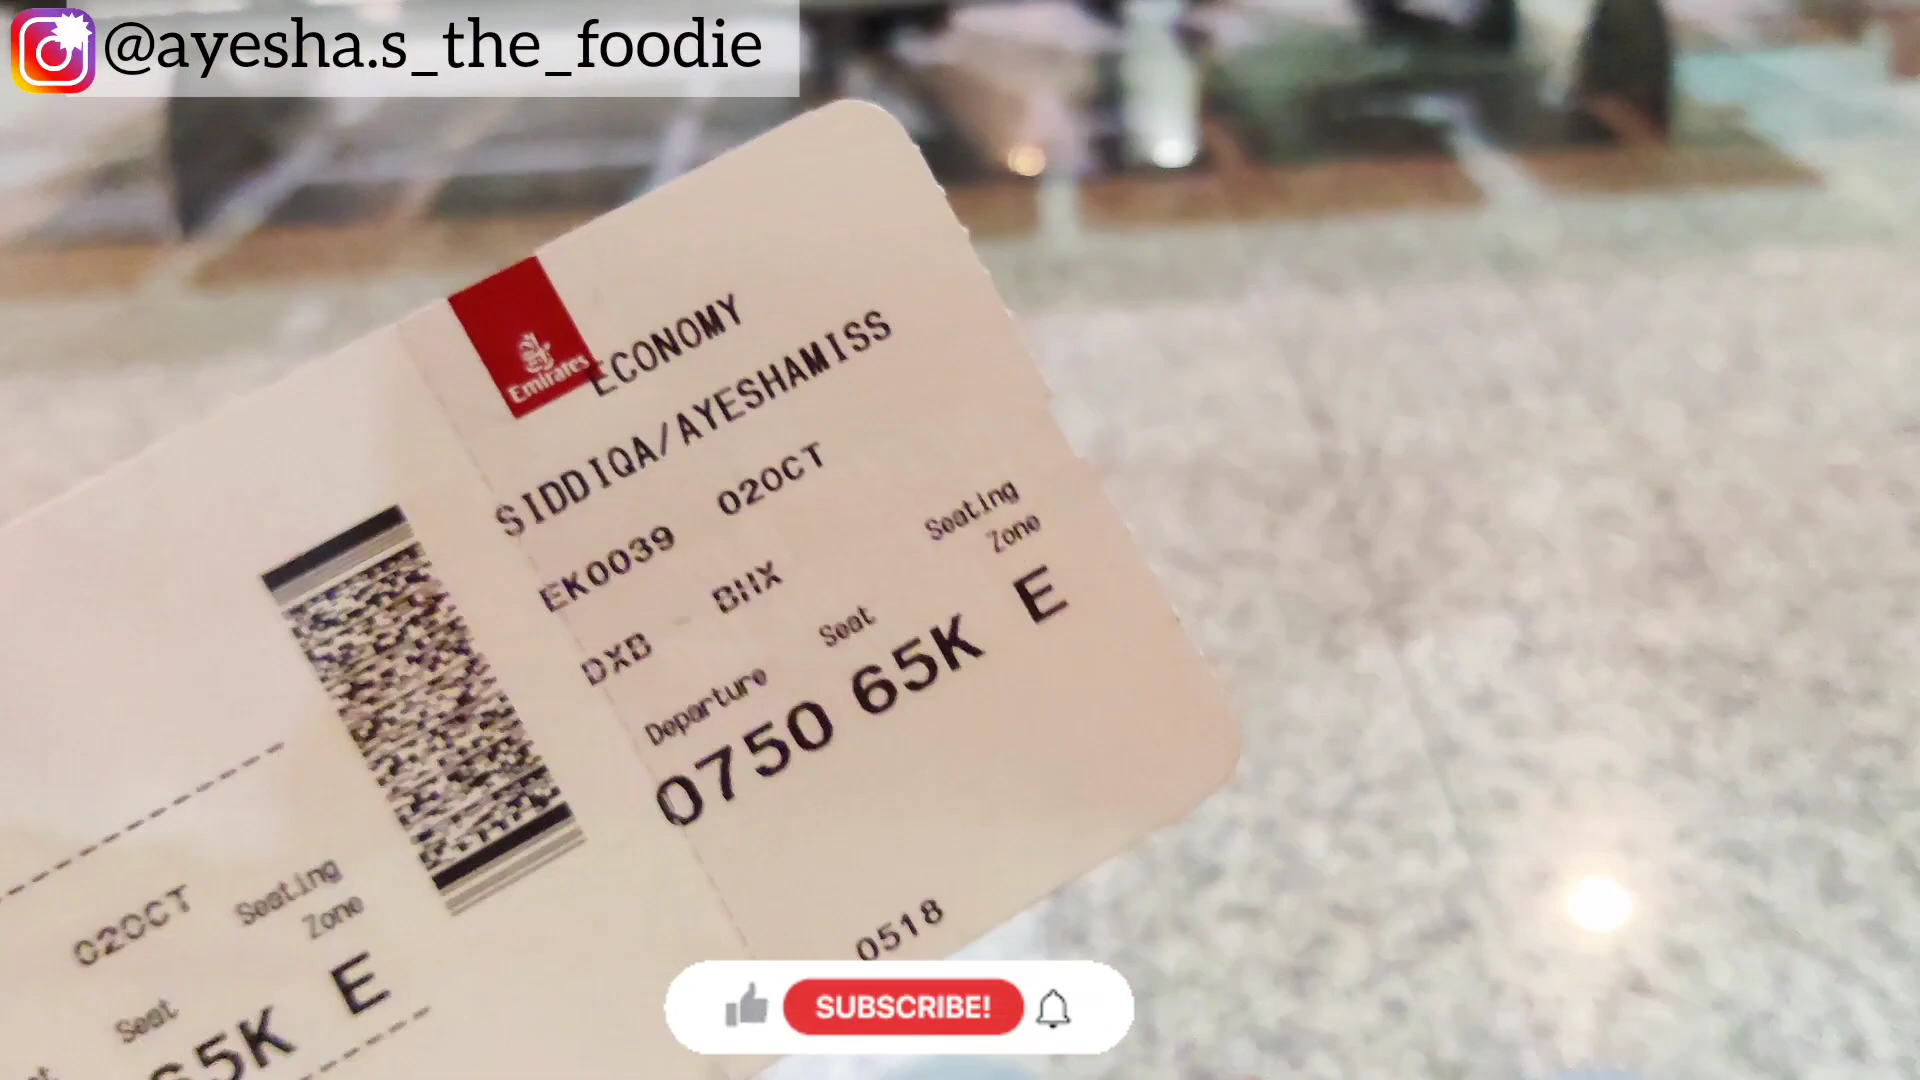 @ayesha.s_the_foodie
Emirates
ECONOMY
SIDDIQA/AYESHAMISS
EK0039 02OCT
DXB BHX
Seating
Zone
Departure Seat
0750 65K E
0518
02OCT Seating
Zone
Seat
65K E
SUBSCRIBE!